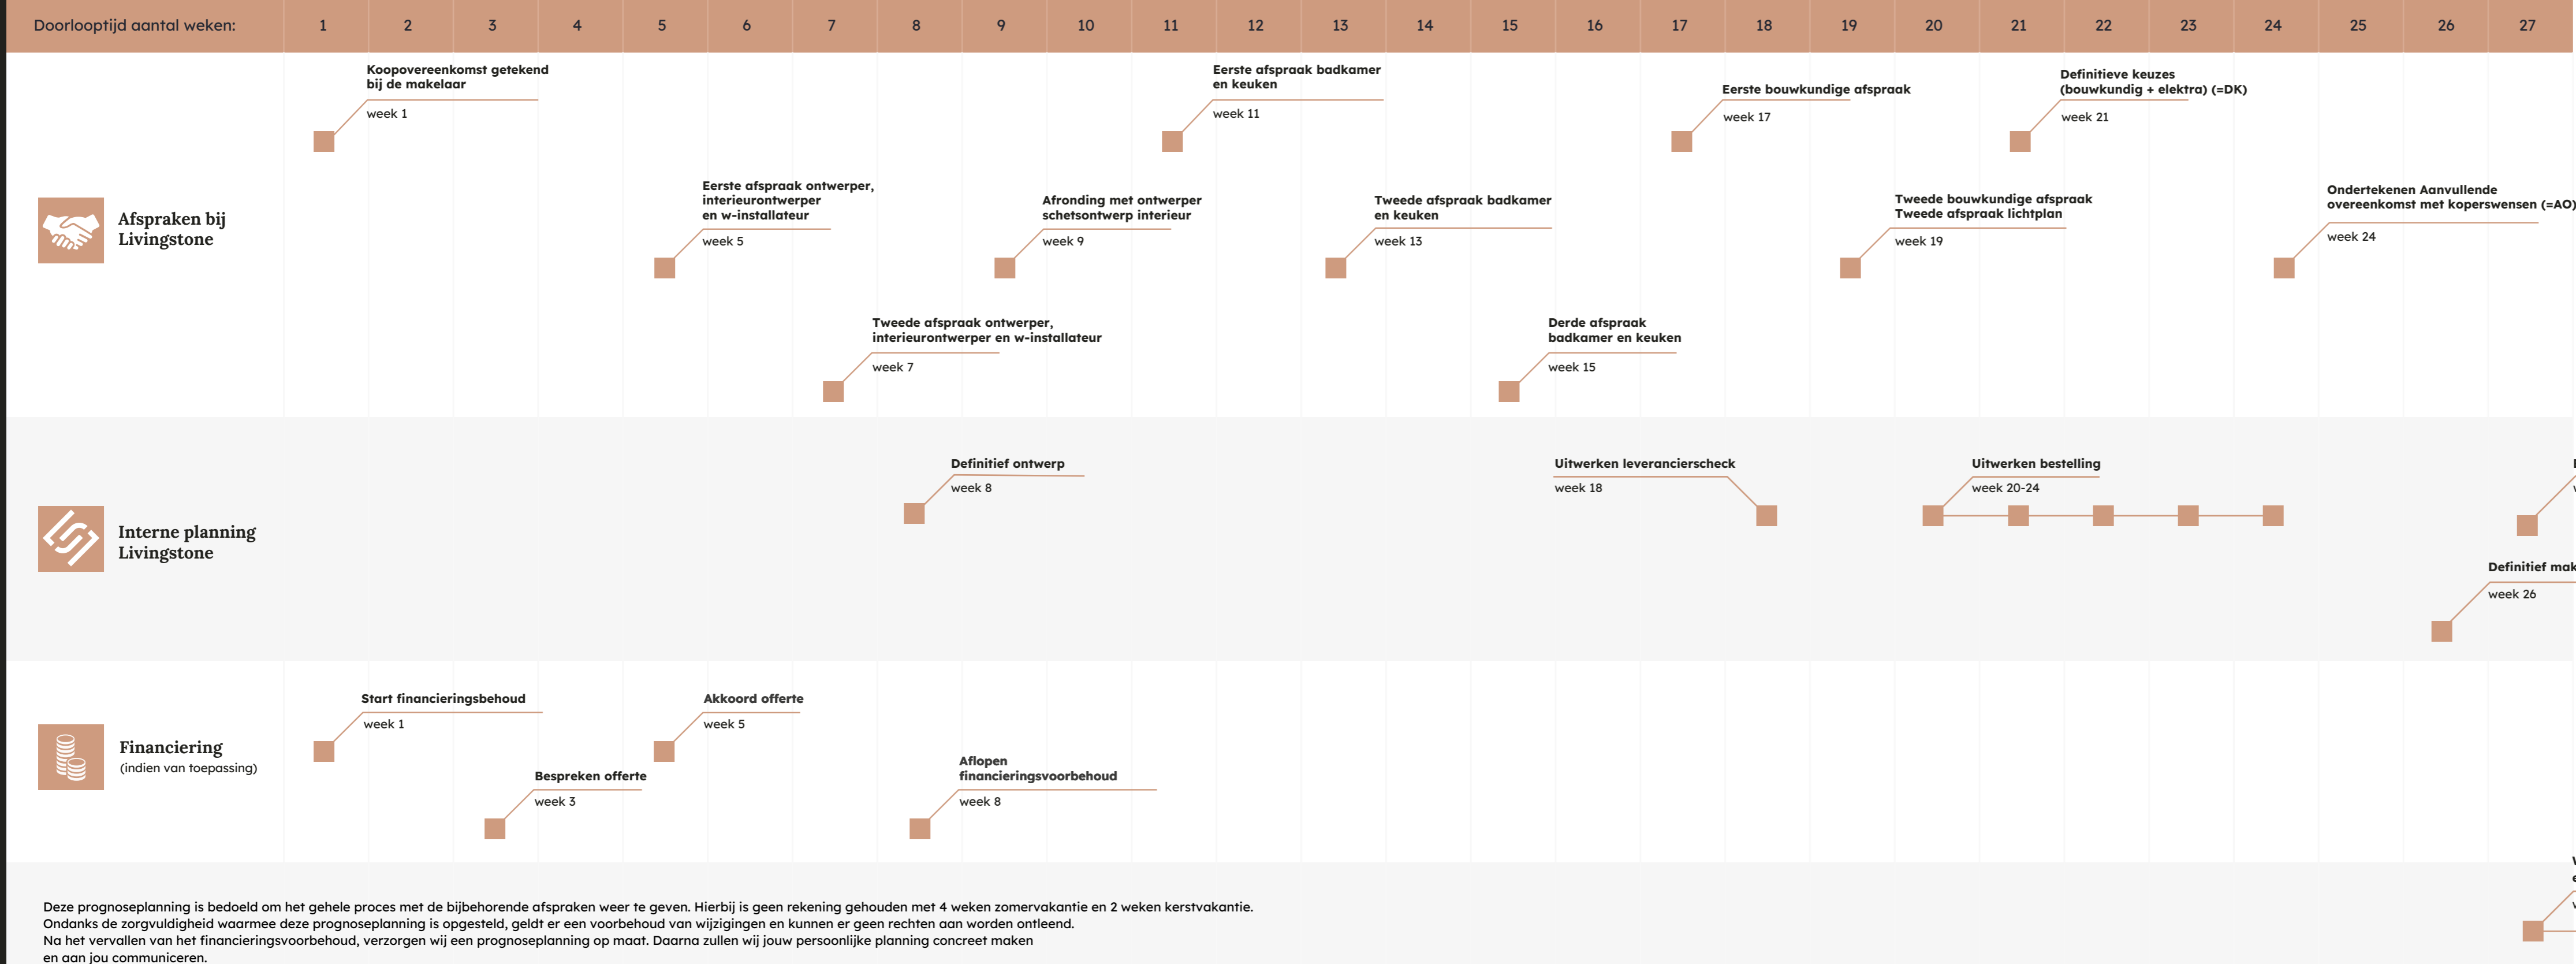 Doorlooptijd aantal weken: 1 2 3 4 5 6 7 8 9 10 11 12 13 14 15 16 17 18 19 20 21 22 23 24 25 26 27
Afspraken bij
Livingstone
Koopovereenkomst getekend
bij de makelaar
week 1
Eerste afspraak ontwerper,
interieurontwerper
en w-installateur
week 5
Tweede afspraak ontwerper,
interieurontwerper en w-installateur
week 7
Afronding met ontwerper
schetsontwerp interieur
week 9
Eerste afspraak badkamer
en keuken
week 11
Tweede afspraak badkamer
en keuken
week 13
Derde afspraak
badkamer en keuken
week 15
Eerste bouwkundige afspraak
week 17
Tweede bouwkundige afspraak
Tweede afspraak lichtplan
week 19
Definitieve keuzes
(bouwkundig + elektra) (=DK)
week 21
Ondertekenen Aanvullende
overeenkomst met koperswensen (=AO)
week 24
Interne planning
Livingstone
Definitief ontwerp
week 8
Uitwerken leverancierscheck
week 18
Uitwerken bestelling
week 20-24
Definitief
week 26
Financiering
(indien van toepassing)
Start financieringsbehoud
week 1
Bespreken offerte
week 3
Akkoord offerte
week 5
Aflopen
financieringsvoorbehoud
week 8
Deze prognoseplanning is bedoeld om het gehele proces met de bijbehorende afspraken weer te geven. Hierbij is geen rekening gehouden met 4 weken zomervakantie en 2 weken kerstvakantie.
Ondanks de zorgvuldigheid waarmee deze prognoseplanning is opgesteld, geldt er een voorbehoud van wijzigingen en kunnen er geen rechten aan worden ontleend.
Na het vervallen van het financieringsvoorbehoud, verzorgen wij een prognoseplanning op maat. Daarna zullen wij jouw persoonlijke planning concreet maken
en aan jou communiceren.